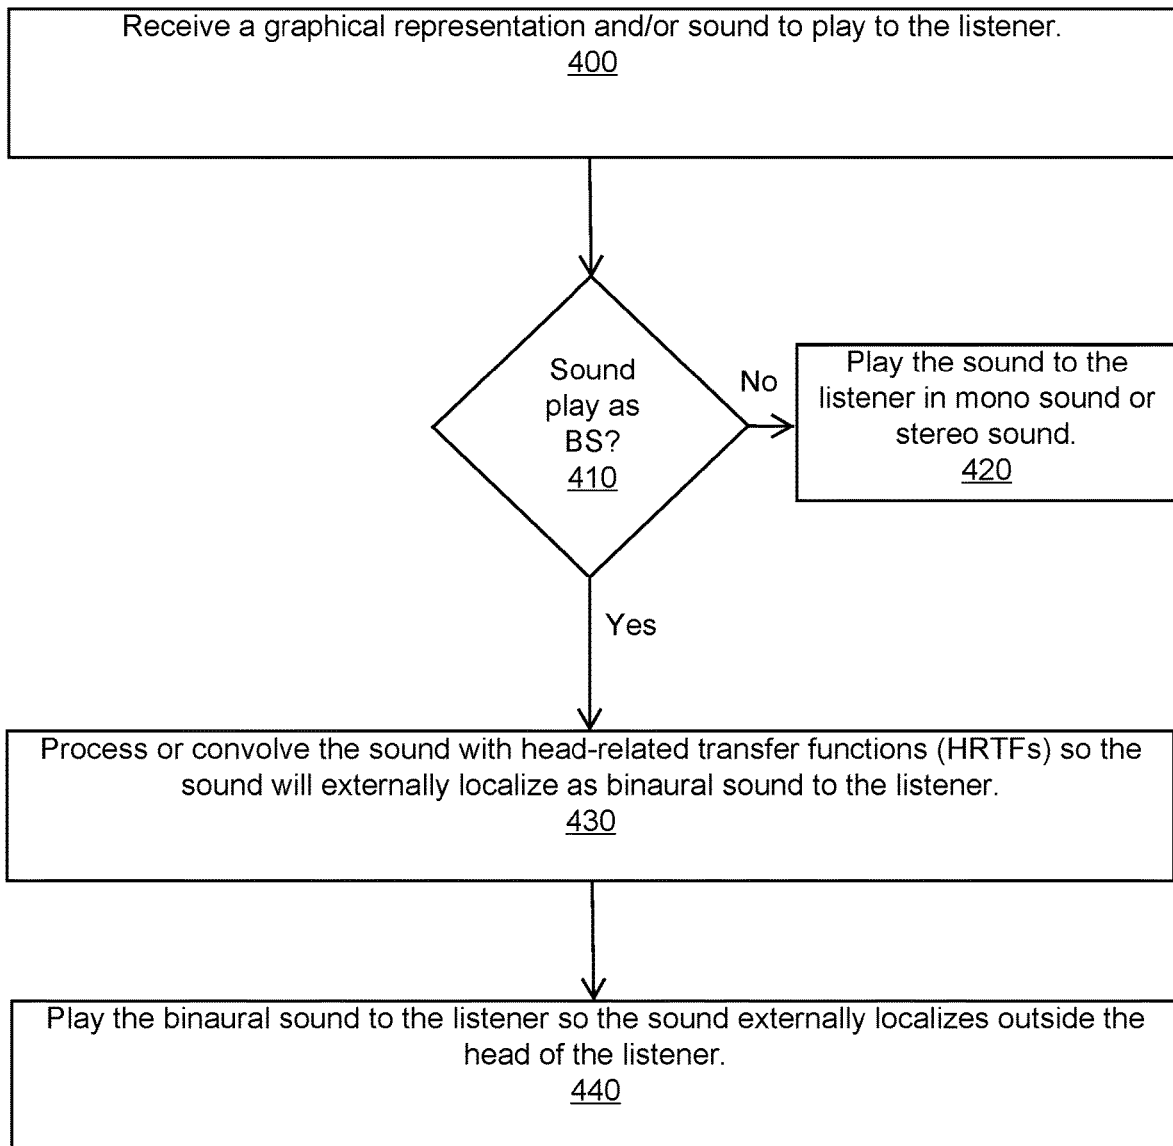 Receive a graphical representation and/or sound to play to the listener.
400
Sound
play as
BS?
410
No
Play the sound to the
listener in mono sound or
stereo sound.
420
Yes
Process or convolve the sound with head-related transfer functions (HRTFs) so the
sound will externally localize as binaural sound to the listener.
430
Play the binaural sound to the listener so the sound externally localizes outside the
head of the listener.
440